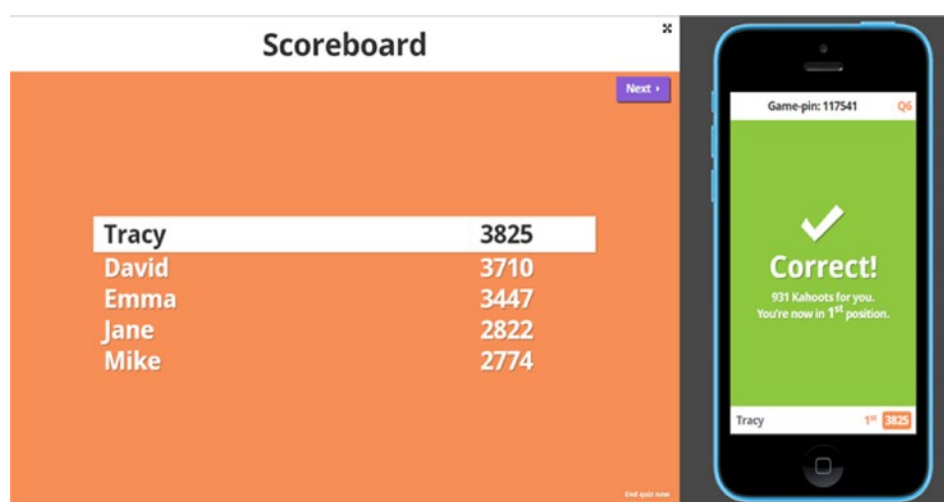 Scoreboard
Next ›
Tracy 3825
David 3710
Emma 3447
Jane 2822
Mike 2774
End quiz now
Game-pin: 117541 Q6
Correct!
931 Kahoots for you.
You're now in 1st position.
Tracy 1st 3825